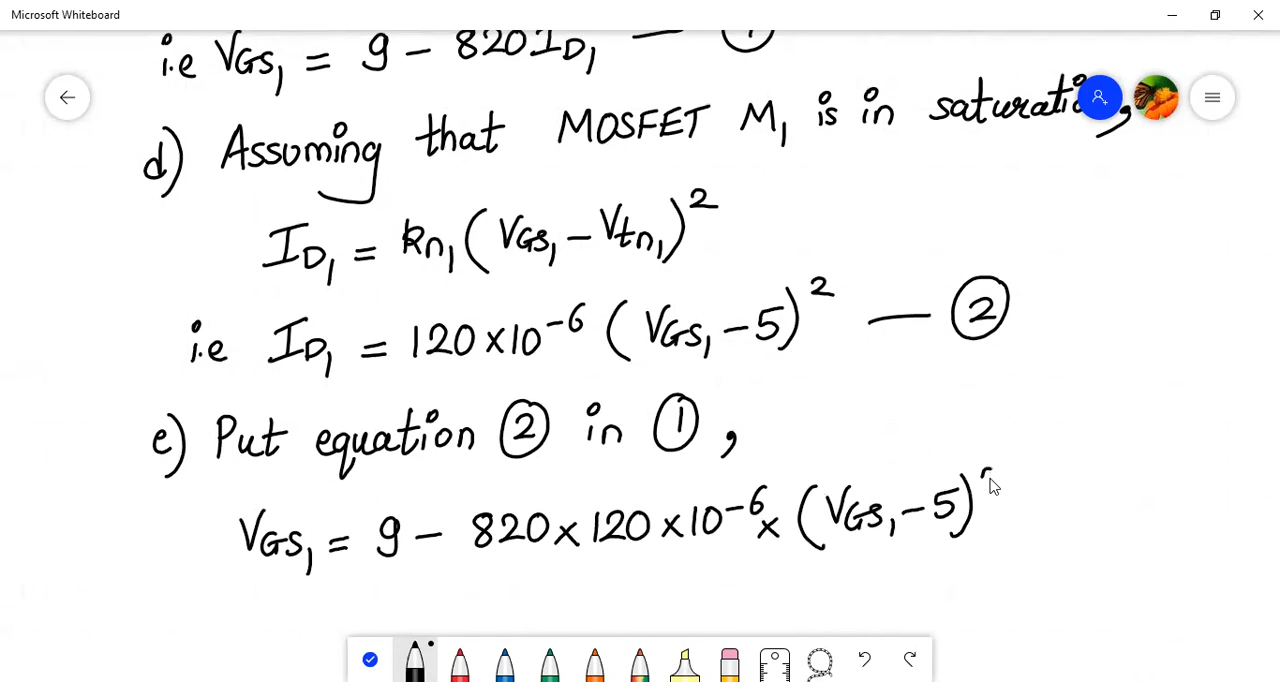 Microsoft Whiteboard
i.e VGS1 = 9 - 820ID1 — ①
d) Assuming that MOSFET M1 is in saturation,
ID1 = kn1 (VGS1 - Vtn1)²
i.e ID1 = 120 × 10⁻⁶ (VGS1 - 5)² — ②
e) Put equation ② in ①,
VGS1 = 9 - 820 × 120 × 10⁻⁶ × (VGS1 - 5)